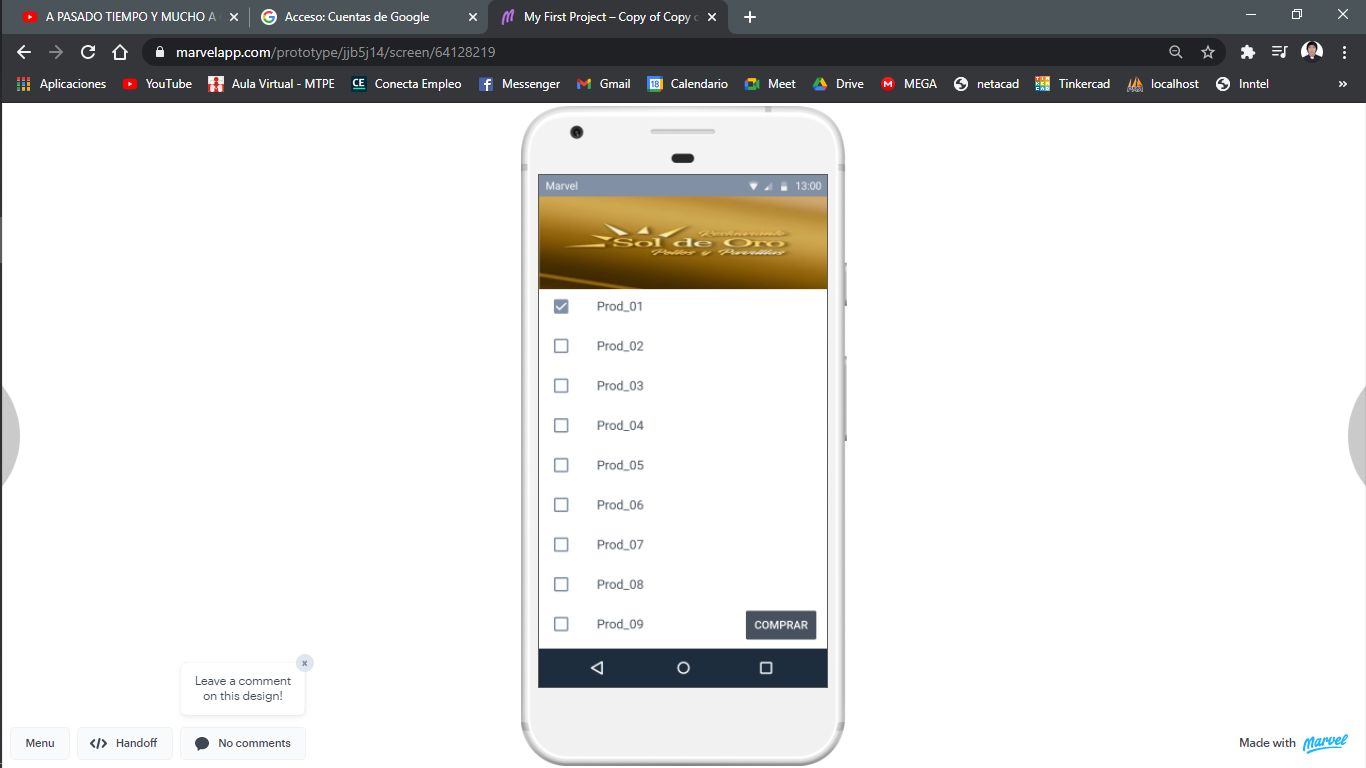 A PASADO TIEMPO Y MUCHO A
Acceso: Cuentas de Google
My First Project – Copy of Copy
marvelapp.com/prototype/jjb5j14/screen/64128219
Aplicaciones YouTube Aula Virtual - MTPE CE Conecta Empleo Messenger Gmail 18 Calendario Meet Drive MEGA netacad Tinkercad localhost Inntel »
Marvel 13:00
Restaurante
Sol de Oro
Pollos y Parrillas
Prod_01
Prod_02
Prod_03
Prod_04
Prod_05
Prod_06
Prod_07
Prod_08
Prod_09 COMPRAR
x
Leave a comment
on this design!
Menu </> Handoff No comments
Made with Marvel